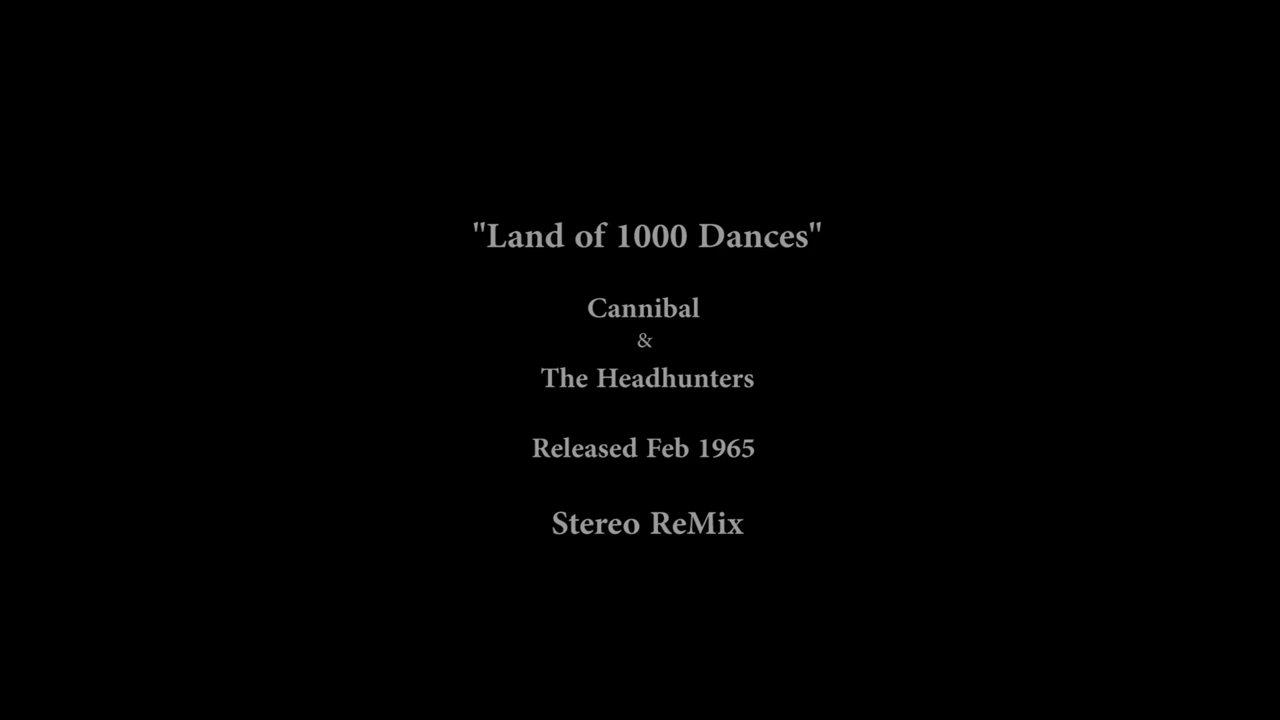 "Land of 1000 Dances"
Cannibal
&
The Headhunters
Released Feb 1965
Stereo ReMix